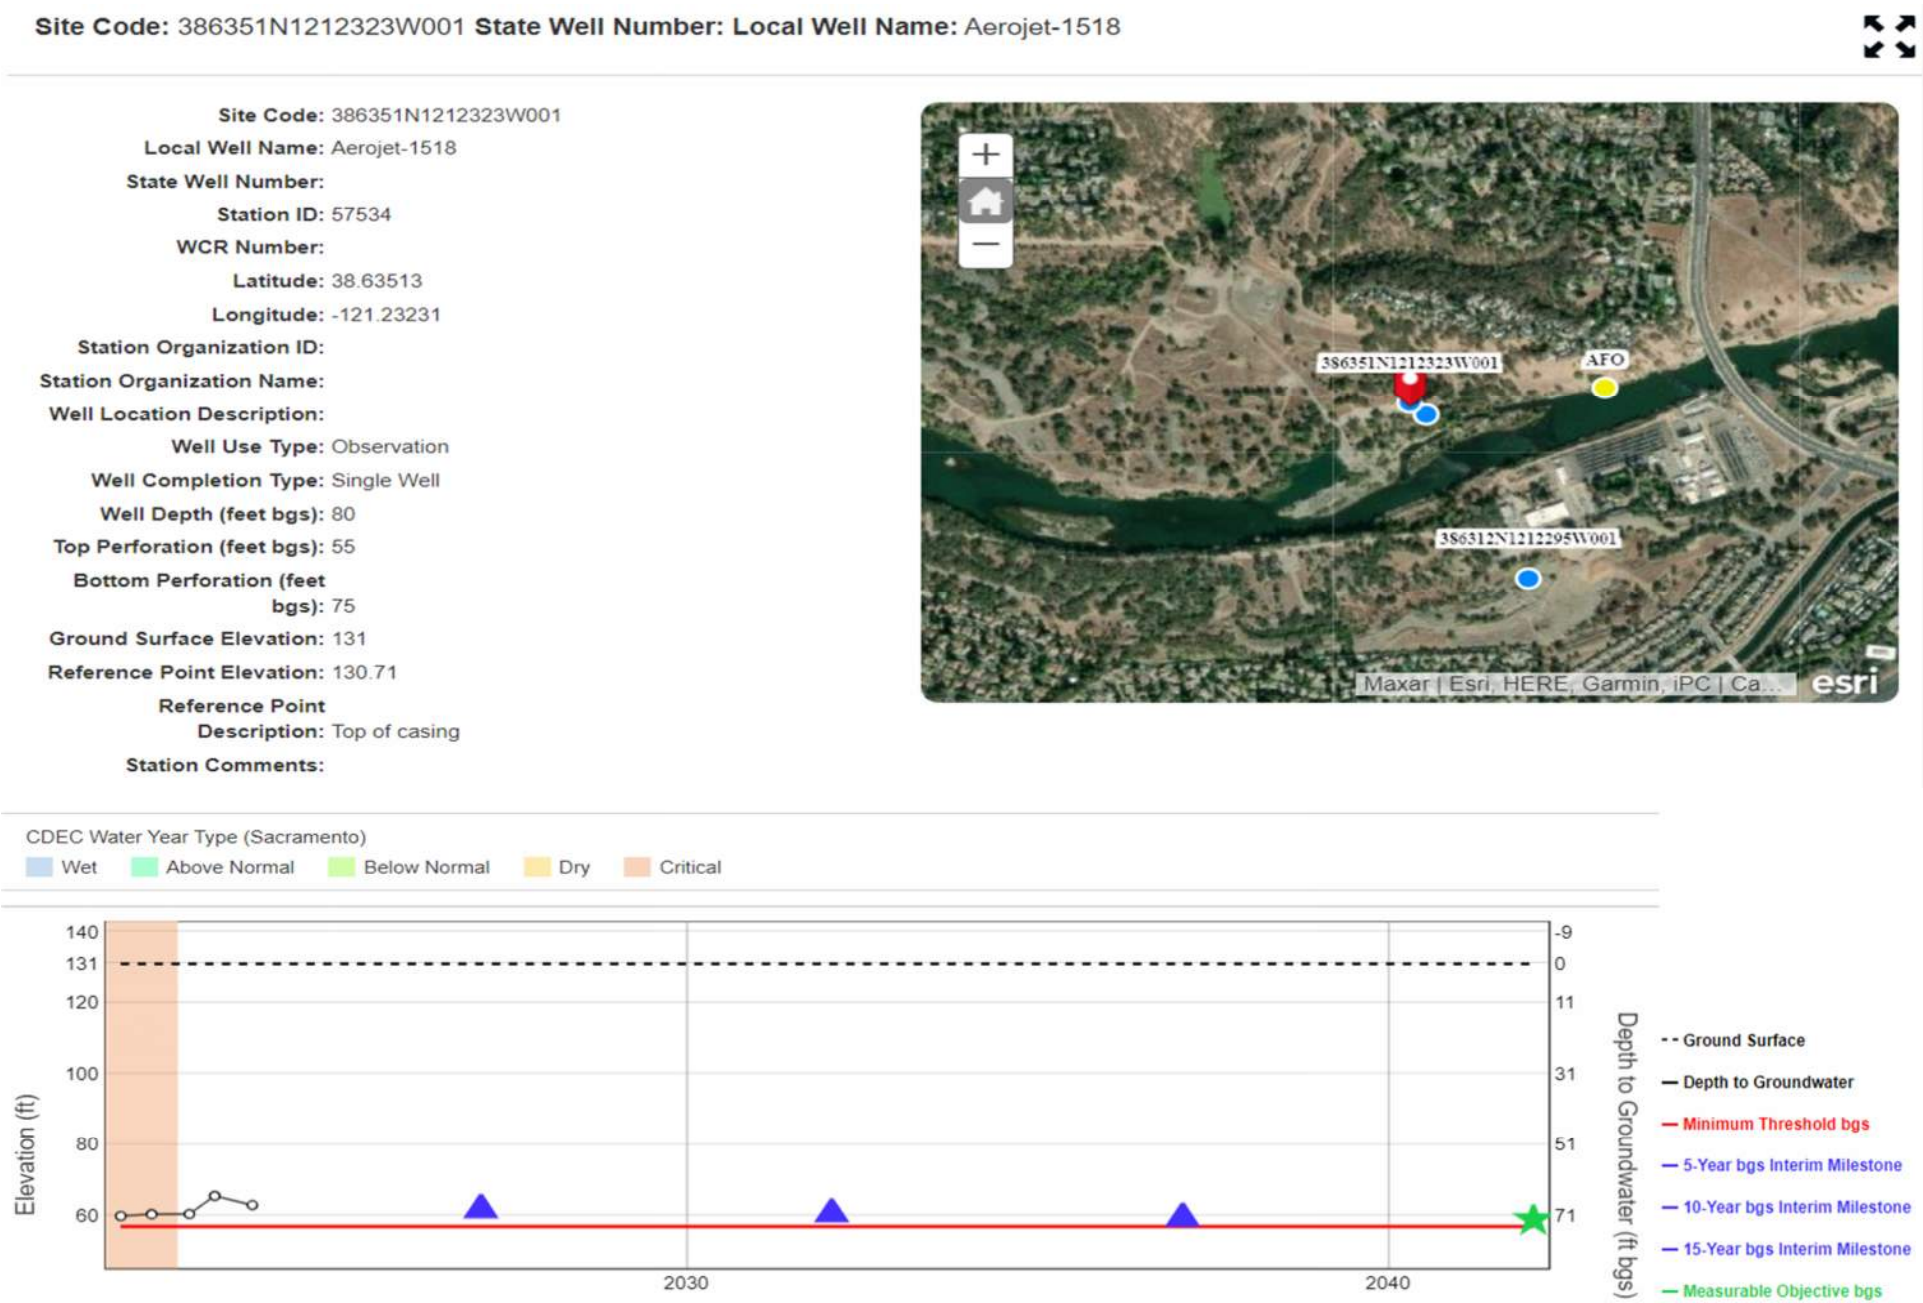 Site Code: 386351N1212323W001 State Well Number: Local Well Name: Aerojet-1518
Site Code: 386351N1212323W001
Local Well Name: Aerojet-1518
State Well Number:
Station ID: 57534
WCR Number:
Latitude: 38.63513
Longitude: -121.23231
Station Organization ID:
Station Organization Name:
Well Location Description:
Well Use Type: Observation
Well Completion Type: Single Well
Well Depth (feet bgs): 80
Top Perforation (feet bgs): 55
Bottom Perforation (feet
bgs): 75
Ground Surface Elevation: 131
Reference Point Elevation: 130.71
Reference Point
Description: Top of casing
Station Comments:
+
−
386351N1212323W001
AFO
386312N1212295W001
Maxar | Esri, HERE, Garmin, iPC | Ca...
esri
CDEC Water Year Type (Sacramento)
Wet Above Normal Below Normal Dry Critical
Elevation (ft)
140
131
120
100
80
60
2030 2040
-9
0
11
31
51
71
Depth to Groundwater (ft bgs)
Ground Surface
Depth to Groundwater
Minimum Threshold bgs
5-Year bgs Interim Milestone
10-Year bgs Interim Milestone
15-Year bgs Interim Milestone
Measurable Objective bgs